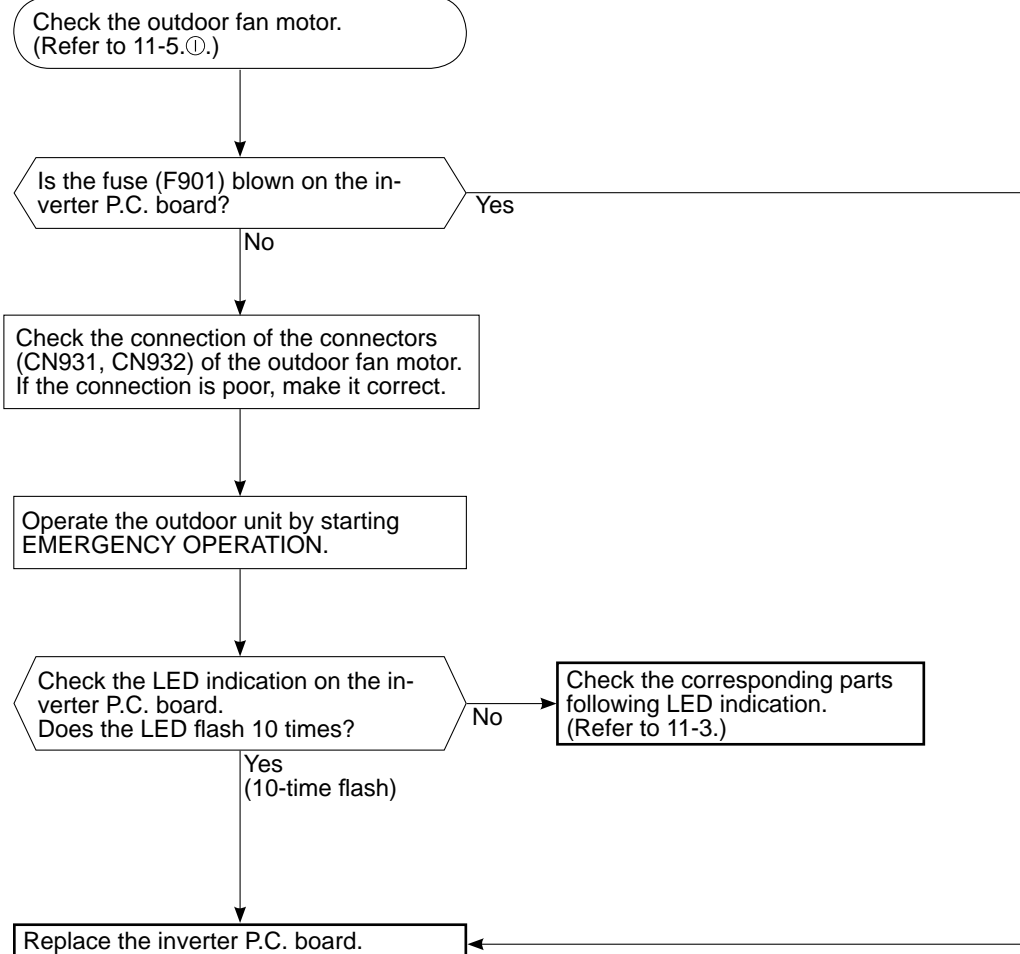 Check the outdoor fan motor.
(Refer to 11-5.Ⓘ.)
Is the fuse (F901) blown on the in-
verter P.C. board?
Yes
No
Check the connection of the connectors
(CN931, CN932) of the outdoor fan motor.
If the connection is poor, make it correct.
Operate the outdoor unit by starting
EMERGENCY OPERATION.
Check the LED indication on the in-
verter P.C. board.
Does the LED flash 10 times?
No
Check the corresponding parts
following LED indication.
(Refer to 11-3.)
Yes
(10-time flash)
Replace the inverter P.C. board.